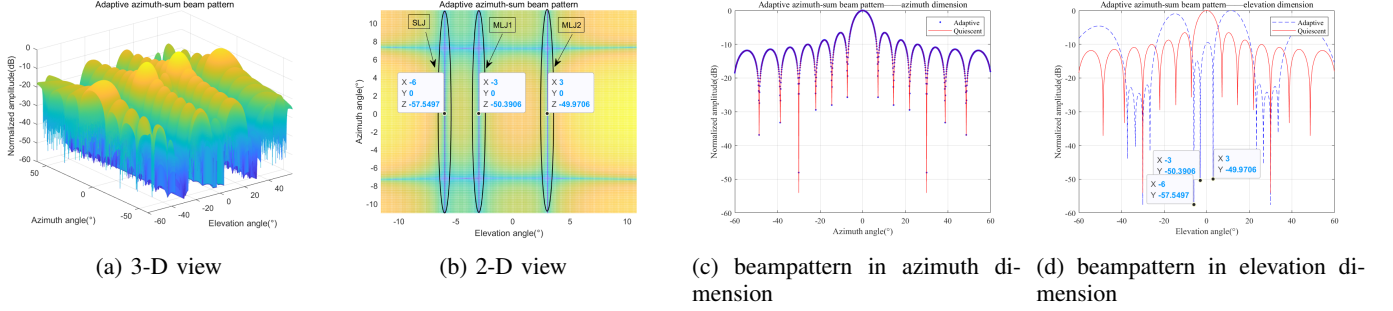 Adaptive azimuth-sum beam pattern
Normalized amplitude(dB)
0
-10
-20
-30
-40
-50
-60
50
0
-50
Azimuth angle(°)
-60
-40
-20
0
20
40
Elevation angle(°)
(a) 3-D view
Adaptive azimuth-sum beam pattern
SLJ
MLJ1
MLJ2
X -6
Y 0
Z -57.5497
X -3
Y 0
Z -50.3906
X 3
Y 0
Z -49.9706
Azimuth angle(°)
10
8
6
4
2
0
-2
-4
-6
-8
-10
-10 -5 0 5 10
Elevation angle(°)
(b) 2-D view
Adaptive azimuth-sum beam pattern——azimuth dimension
Adaptive
Quiescent
Normalized amplitude(dB)
0
-10
-20
-30
-40
-50
-60
-60 -40 -20 0 20 40 60
Azimuth angle(°)
(c) beampattern in azimuth di-
mension
Adaptive azimuth-sum beam pattern——elevation dimension
Adaptive
Quiescent
Normalized amplitude(dB)
0
-10
-20
-30
-40
-50
-60
X -3
Y -50.3906
X 3
Y -49.9706
X -6
Y -57.5497
-60 -40 -20 0 20 40 60
Elevation angle(°)
(d) beampattern in elevation di-
mension